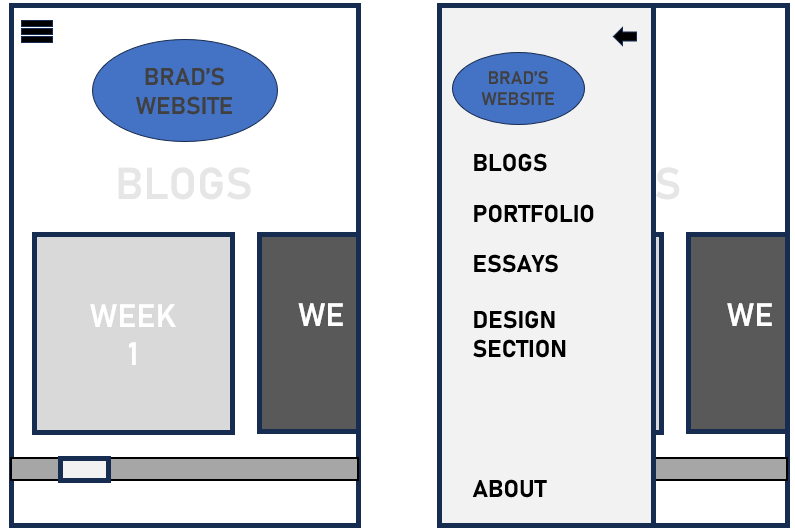 BRAD'S
WEBSITE
BLOGS
WEEK
1
WE
BRAD'S
WEBSITE
BLOGS
PORTFOLIO
ESSAYS
DESIGN
SECTION
ABOUT
S
WE